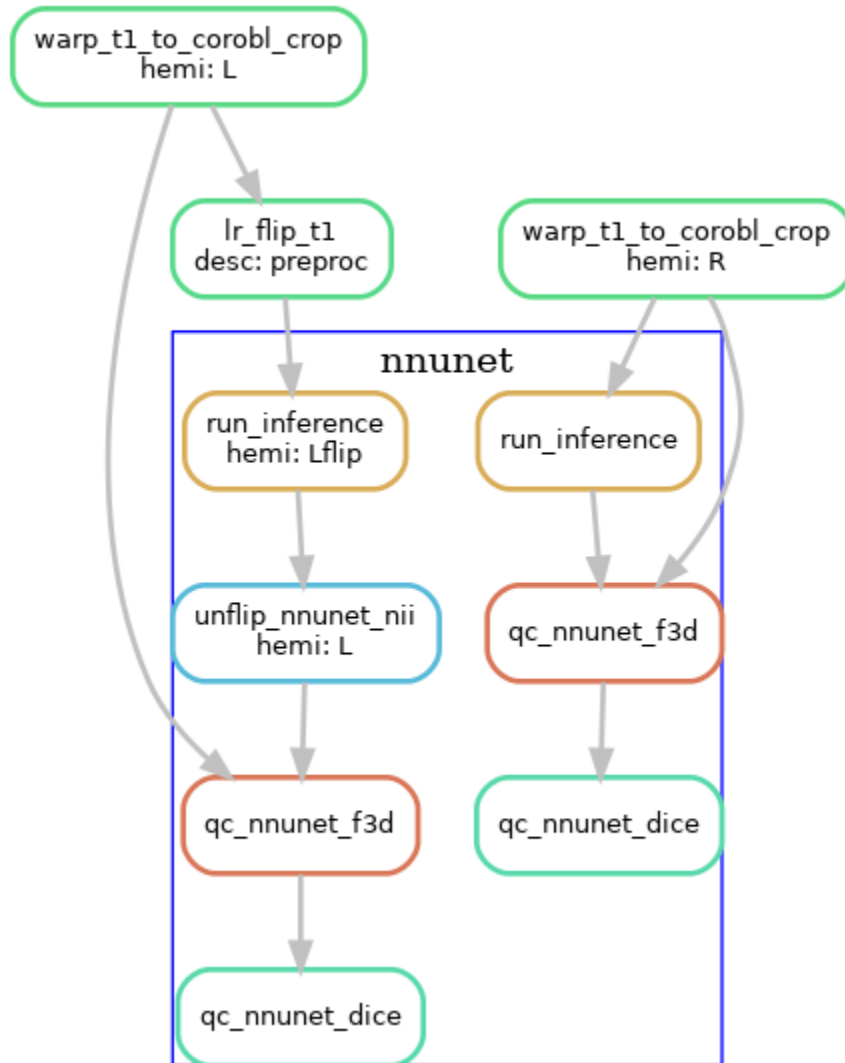 warp_t1_to_corobl_crop
hemi: L
lr_flip_t1
desc: preproc
warp_t1_to_corobl_crop
hemi: R
nnunet
run_inference
hemi: Lflip
run_inference
unflip_nnunet_nii
hemi: L
qc_nnunet_f3d
qc_nnunet_f3d
qc_nnunet_dice
qc_nnunet_dice